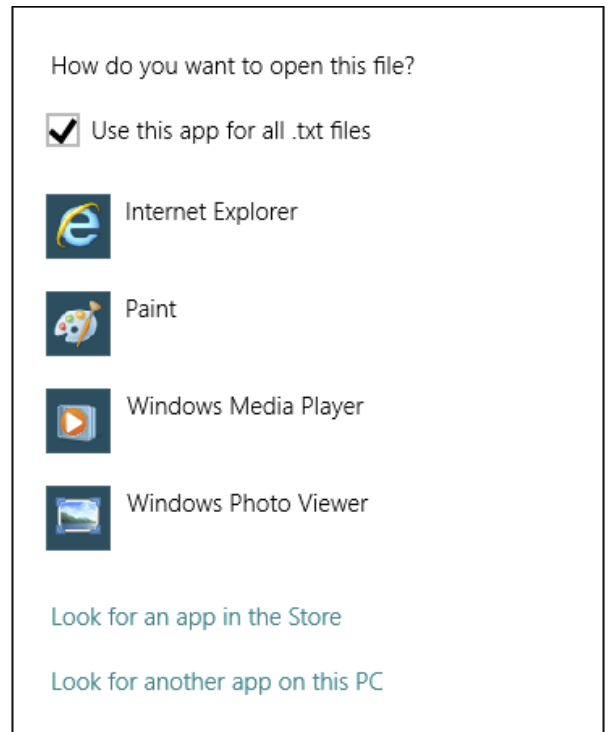 How do you want to open this file?
Use this app for all .txt files
Internet Explorer
Paint
Windows Media Player
Windows Photo Viewer
Look for an app in the Store
Look for another app on this PC